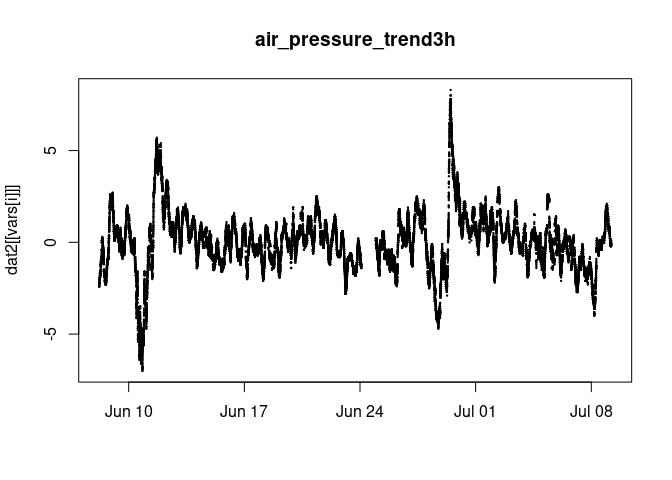 air_pressure_trend3h
dat2[[vars[i]]]
5
0
-5
Jun 10
Jun 17
Jun 24
Jul 01
Jul 08